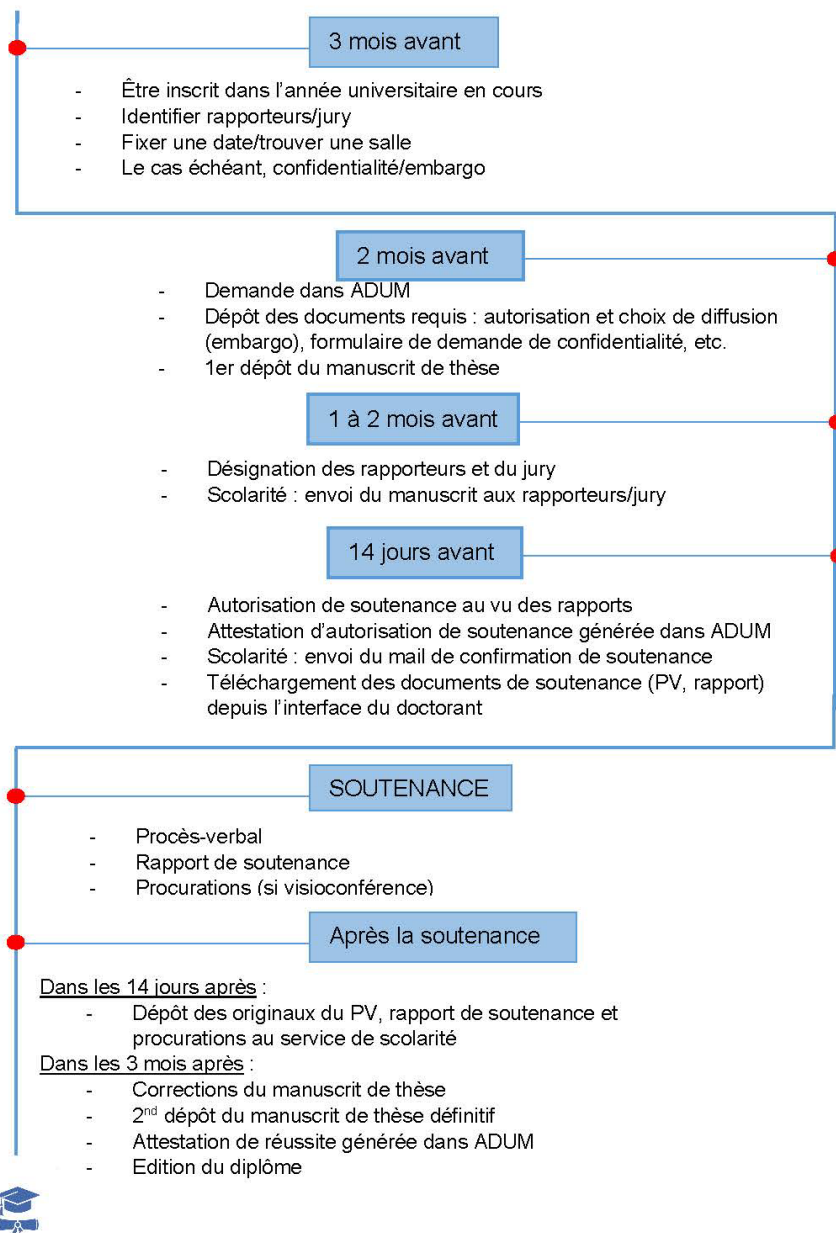 3 mois avant
- Être inscrit dans l'année universitaire en cours
- Identifier rapporteurs/jury
- Fixer une date/trouver une salle
- Le cas échéant, confidentialité/embargo
2 mois avant
- Demande dans ADUM
- Dépôt des documents requis : autorisation et choix de diffusion
(embargo), formulaire de demande de confidentialité, etc.
- 1er dépôt du manuscrit de thèse
1 à 2 mois avant
- Désignation des rapporteurs et du jury
- Scolarité : envoi du manuscrit aux rapporteurs/jury
14 jours avant
- Autorisation de soutenance au vu des rapports
- Attestation d'autorisation de soutenance générée dans ADUM
- Scolarité : envoi du mail de confirmation de soutenance
- Téléchargement des documents de soutenance (PV, rapport)
depuis l'interface du doctorant
SOUTENANCE
- Procès-verbal
- Rapport de soutenance
- Procurations (si visioconférence)
Après la soutenance
Dans les 14 jours après :
- Dépôt des originaux du PV, rapport de soutenance et
procurations au service de scolarité
Dans les 3 mois après :
- Corrections du manuscrit de thèse
- 2nd dépôt du manuscrit de thèse définitif
- Attestation de réussite générée dans ADUM
- Edition du diplôme